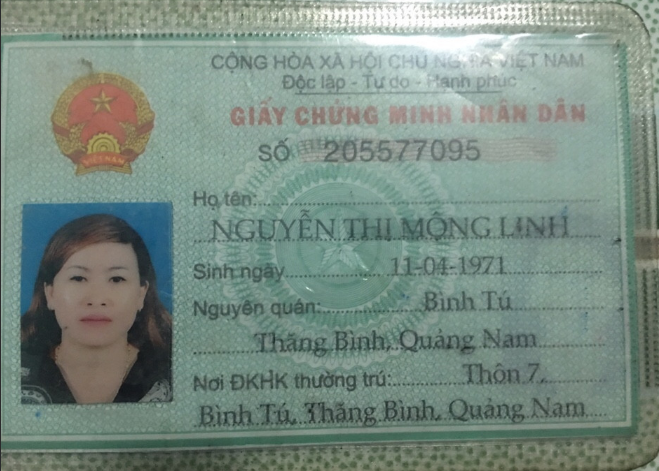 CỘNG HÒA XÃ HỘI CHỦ NGHĨA VIỆT NAM
Độc lập - Tự do - Hạnh phúc
GIẤY CHỨNG MINH NHÂN DÂN
SỐ 205577095
Họ tên:
NGUYỄN THỊ MỘNG LINH
Sinh ngày 11-04-1971
Nguyên quán: Bình Tú
Thăng Bình, Quảng Nam
Nơi ĐKHK thường trú: Thôn 7,
Bình Tú, Thăng Bình, Quảng Nam
VIỆT NAM